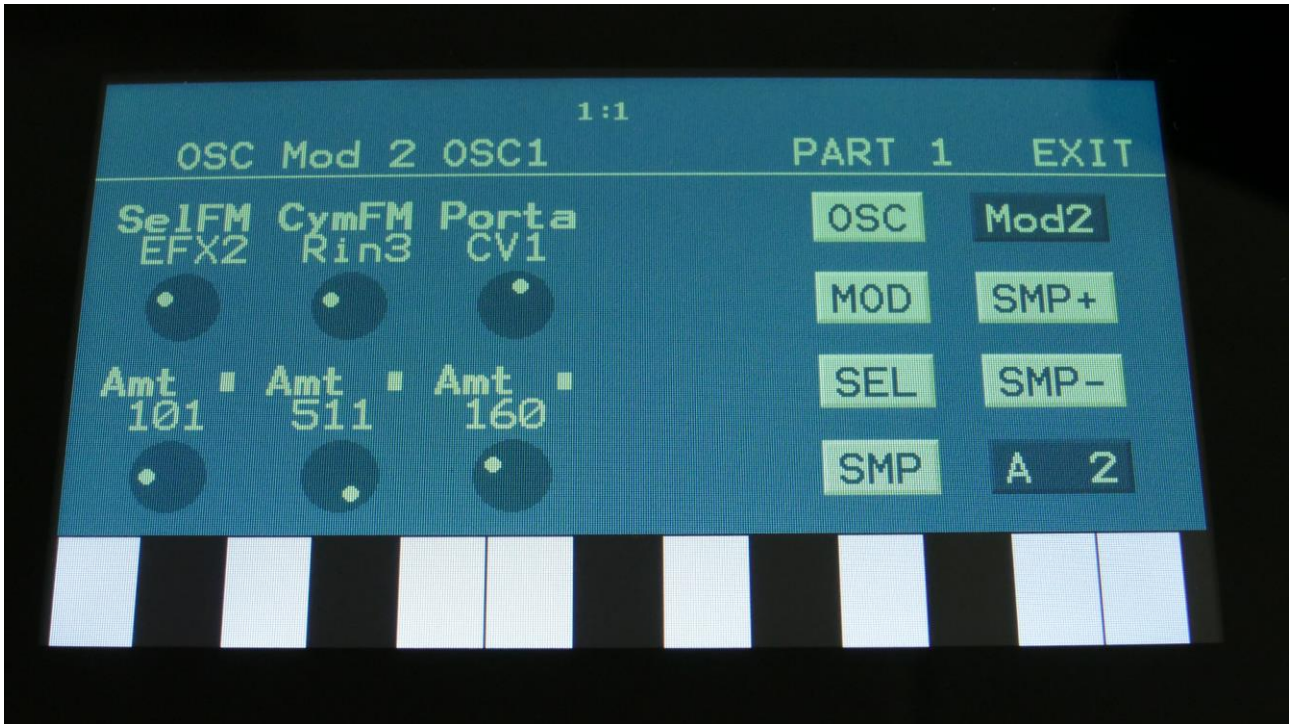 1:1
OSC Mod 2 OSC1 PART 1 EXIT
SelFM CymFM Porta OSC Mod2
EFX2 Rin3 CV1
MOD SMP+
Amt Amt Amt SEL SMP-
101 511 160
SMP A 2